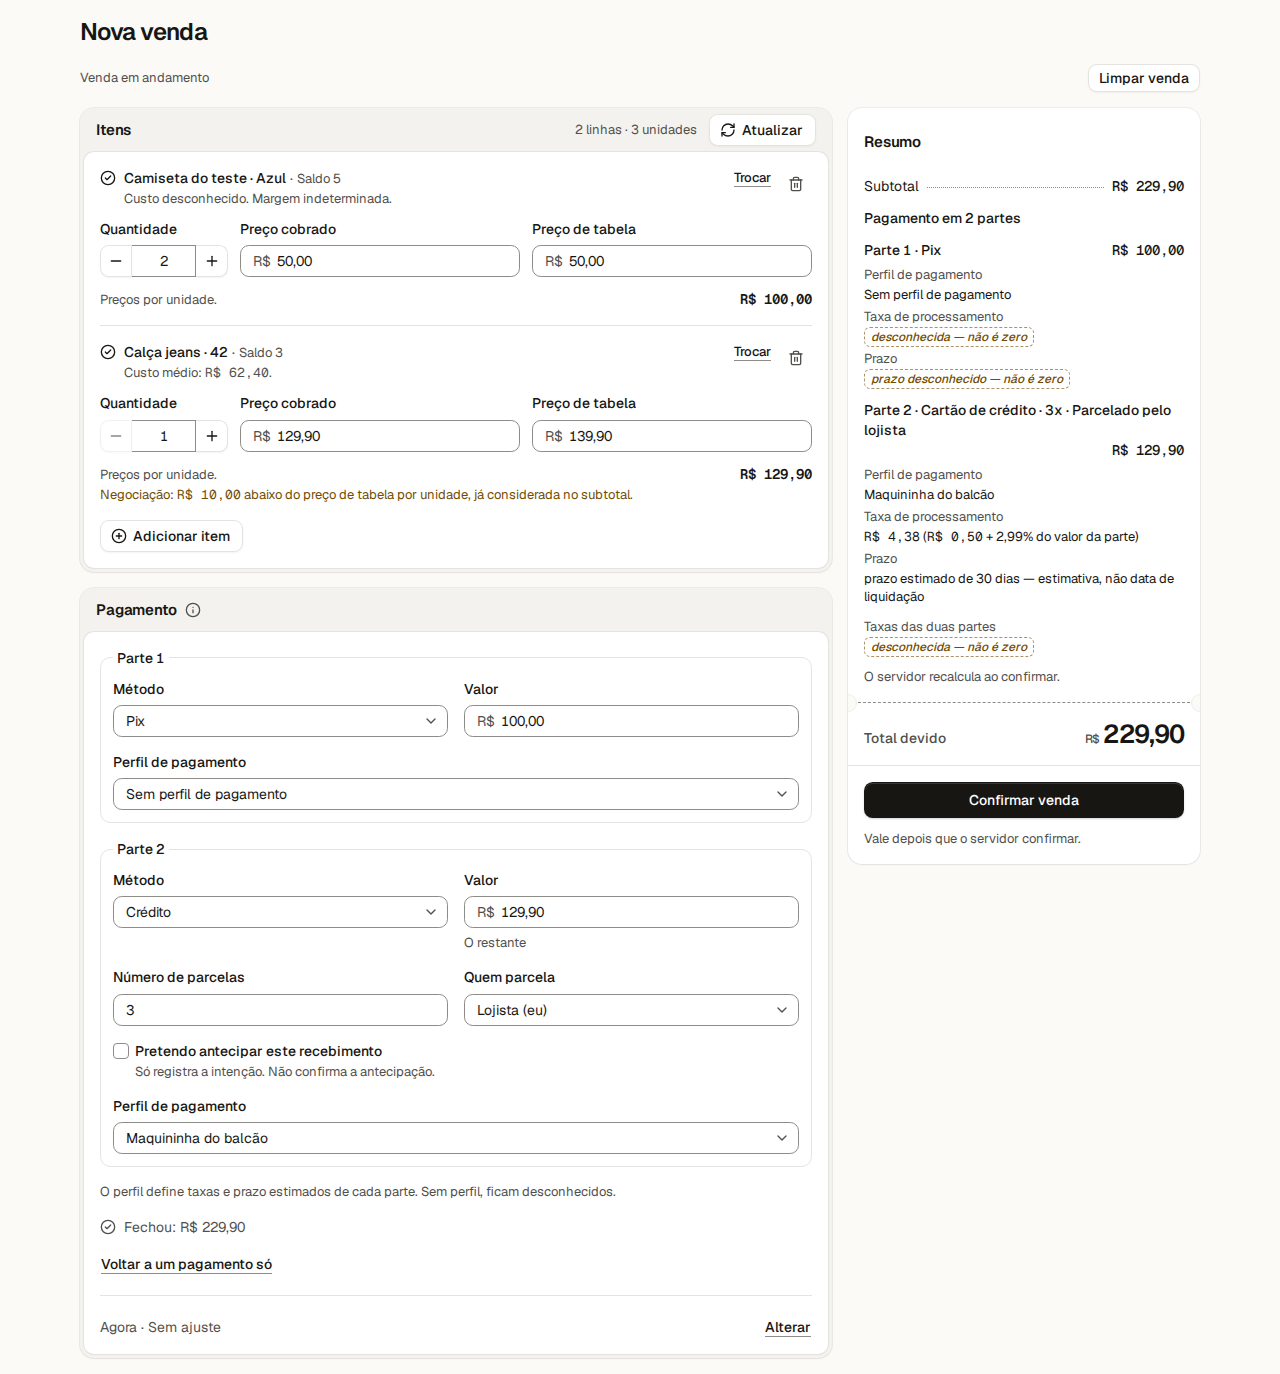 Nova venda
Venda em andamento
Limpar venda
Itens
2 linhas · 3 unidades
Atualizar
Camiseta do teste · Azul · Saldo 5
Trocar
Custo desconhecido. Margem indeterminada.
Quantidade
Preço cobrado
Preço de tabela
2
R$ 50,00
R$ 50,00
Preços por unidade.
R$ 100,00
Calça jeans · 42 · Saldo 3
Trocar
Custo médio: R$ 62,40.
Quantidade
Preço cobrado
Preço de tabela
1
R$ 129,90
R$ 139,90
Preços por unidade.
R$ 129,90
Negociação: R$ 10,00 abaixo do preço de tabela por unidade, já considerada no subtotal.
Adicionar item
Pagamento
Parte 1
Método
Valor
Pix
R$ 100,00
Perfil de pagamento
Sem perfil de pagamento
Parte 2
Método
Valor
Crédito
R$ 129,90
O restante
Número de parcelas
Quem parcela
3
Lojista (eu)
Pretendo antecipar este recebimento
Só registra a intenção. Não confirma a antecipação.
Perfil de pagamento
Maquininha do balcão
O perfil define taxas e prazo estimados de cada parte. Sem perfil, ficam desconhecidos.
Fechou: R$ 229,90
Voltar a um pagamento só
Agora · Sem ajuste
Alterar
Resumo
Subtotal
R$ 229,90
Pagamento em 2 partes
Parte 1 · Pix
R$ 100,00
Perfil de pagamento
Sem perfil de pagamento
Taxa de processamento
desconhecida — não é zero
Prazo
prazo desconhecido — não é zero
Parte 2 · Cartão de crédito · 3x · Parcelado pelo
lojista
R$ 129,90
Perfil de pagamento
Maquininha do balcão
Taxa de processamento
R$ 4,38 (R$ 0,50 + 2,99% do valor da parte)
Prazo
prazo estimado de 30 dias — estimativa, não data de
liquidação
Taxas das duas partes
desconhecida — não é zero
O servidor recalcula ao confirmar.
Total devido
R$ 229,90
Confirmar venda
Vale depois que o servidor confirmar.